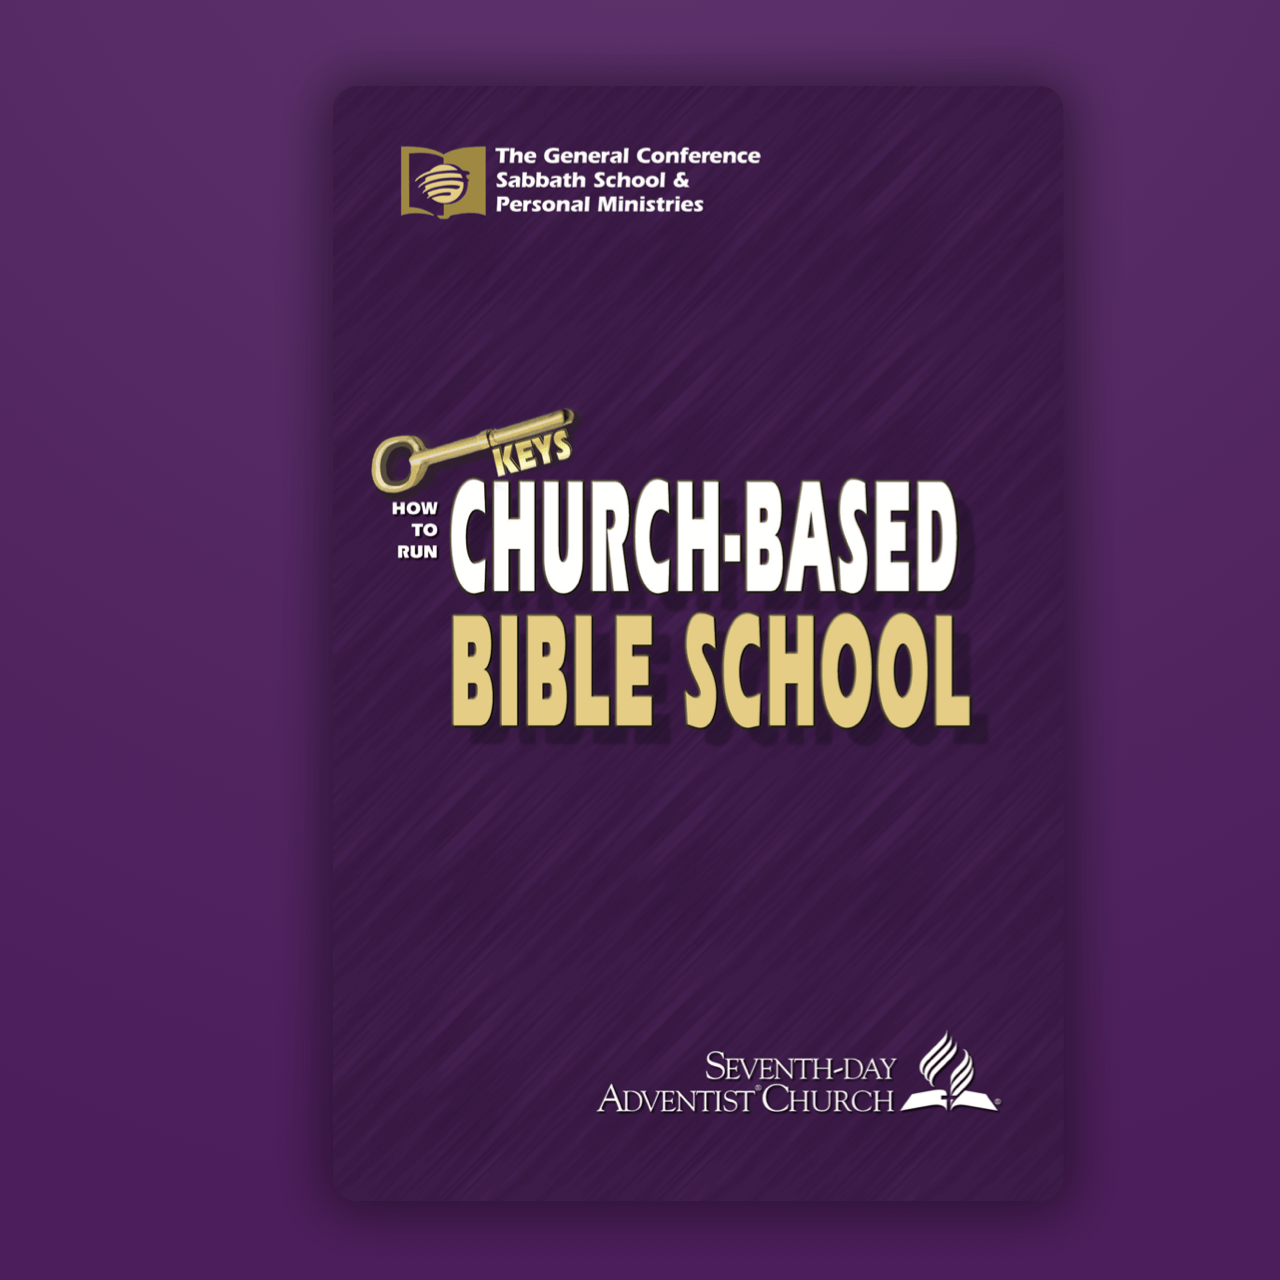 The General Conference
Sabbath School &
Personal Ministries
KEYS
HOW
TO
RUN
CHURCH-BASED
BIBLE SCHOOL
SEVENTH-DAY
ADVENTIST® CHURCH®